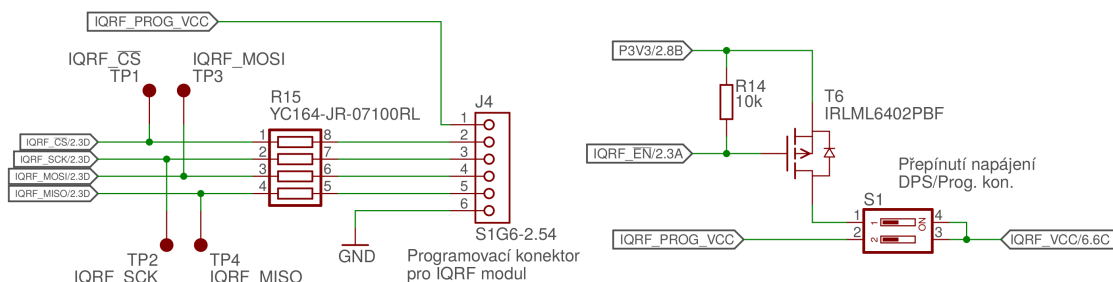 IQRF_PROG_VCC
IQRF_CS
TP1
IQRF_MOSI
TP3
R15
YC164-JR-07100RL
J4
IQRF_CS/2.3D
IQRF_SCK/2.3D
IQRF_MOSI/2.3D
IQRF_MISO/2.3D
1
2
3
4
8
7
6
5
1
2
3
4
5
6
S1G6-2.54
Programovací konektor
pro IQRF modul
GND
TP2
IQRF_SCK
TP4
IQRF_MISO
P3V3/2.8B
R14
10k
T6
IRLML6402PBF
IQRF_EN/2.3A
Přepínutí napájení
DPS/Prog. kon.
S1
1
2
1
2
ON
4
3
IQRF_PROG_VCC
IQRF_VCC/6.6C